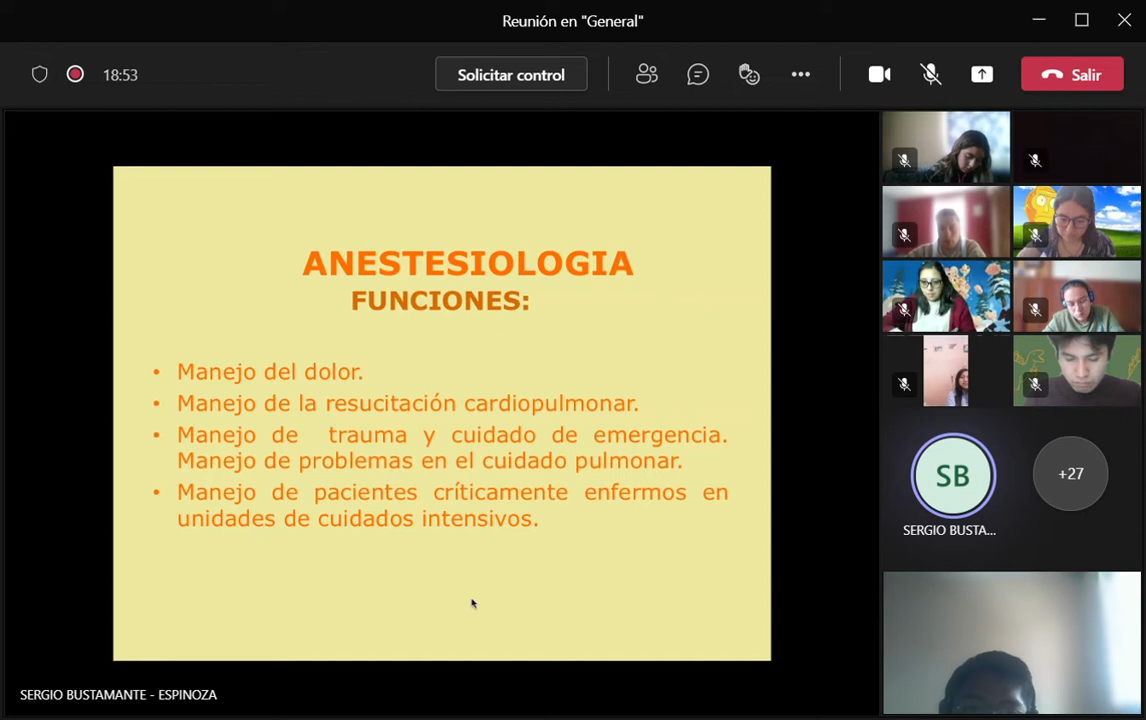 Reunión en "General"
18:53
Solicitar control
Salir
ANESTESIOLOGIA
FUNCIONES:
• Manejo del dolor.
• Manejo de la resucitación cardiopulmonar.
• Manejo de trauma y cuidado de emergencia.
Manejo de problemas en el cuidado pulmonar.
• Manejo de pacientes críticamente enfermos en
unidades de cuidados intensivos.
SB
+27
SERGIO BUSTA...
SERGIO BUSTAMANTE - ESPINOZA